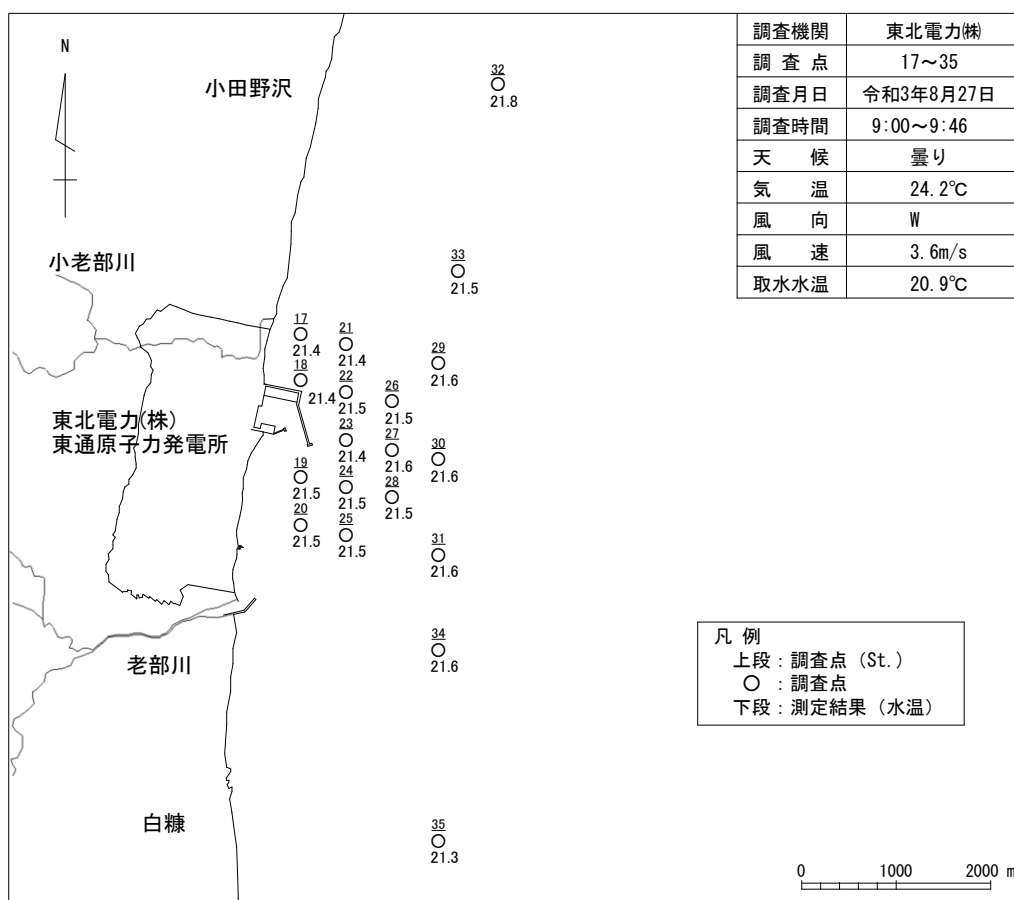 調査機関 東北電力㈱
調査点 17～35
調査月日 令和3年8月27日
調査時間 9:00～9:46
天候 曇り
気温 24.2℃
風向 W
風速 3.6m/s
取水水温 20.9℃
N
小田野沢
32
21.8
小老部川
33
21.5
17
21.4
21
21.4
29
21.6
18
21.4
22
21.5
26
21.5
東北電力(株)
東通原子力発電所
23
21.4
27
21.6
30
21.6
19
21.5
24
21.5
28
21.5
20
21.5
25
21.5
31
21.6
34
21.6
老部川
凡例
上段：調査点（St.）
○：調査点
下段：測定結果（水温）
白糠
35
21.3
0 1000 2000 m